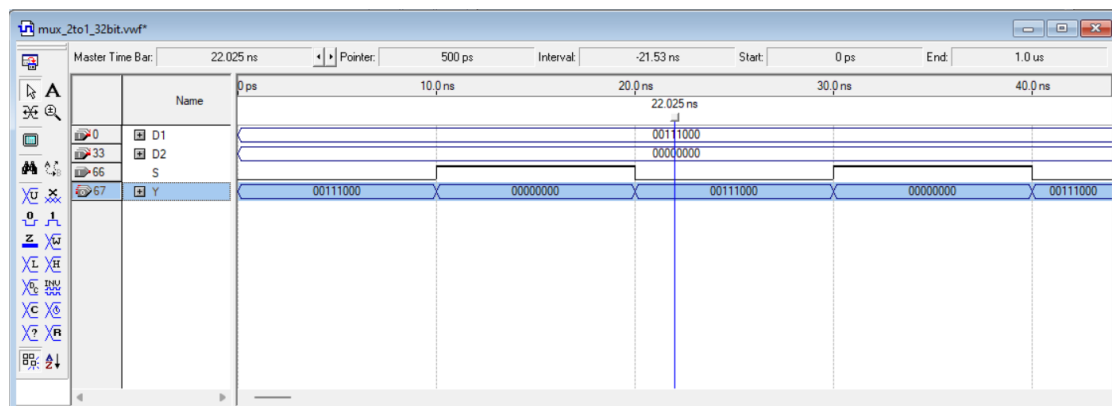 mux_2to1_32bit.vwf*
Master Time Bar: 22.025 ns Pointer: 500 ps Interval: -21.53 ns Start: 0 ps End: 1.0 us
Name
0 ps 10.0 ns 20.0 ns 30.0 ns 40.0 ns
22.025 ns
0 D1 00111000
33 D2 00000000
66 S
67 Y 00111000 00000000 00111000 00000000 00111000